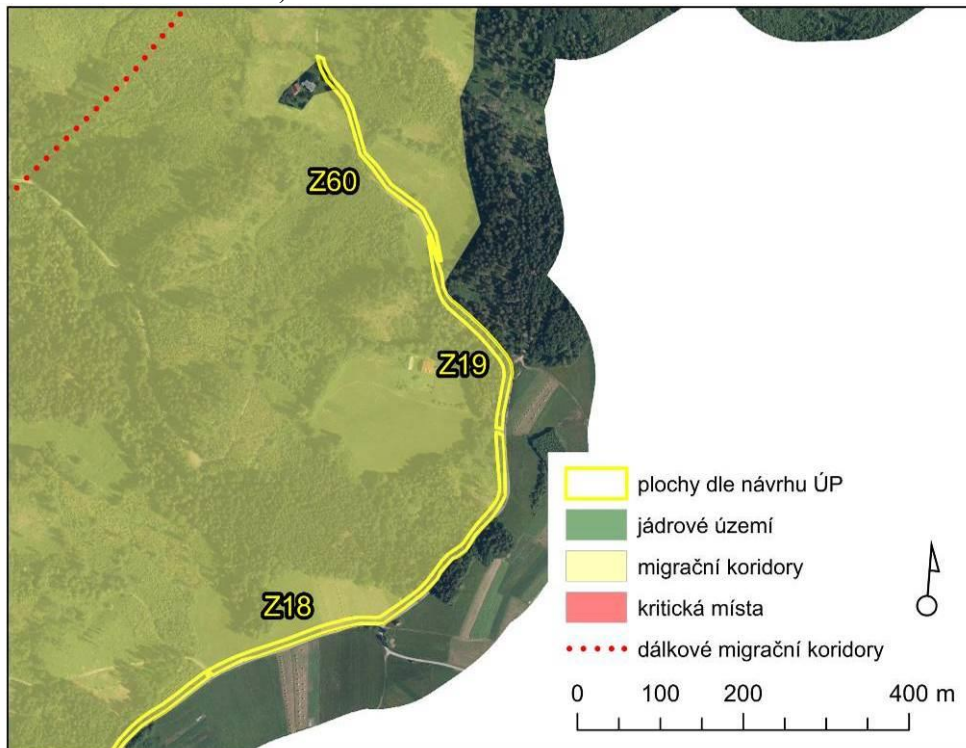 Z60
Z19
Z18
plochy dle návrhu ÚP
jádrové území
migrační koridory
kritická místa
dálkové migrační koridory
0 100 200 400 m